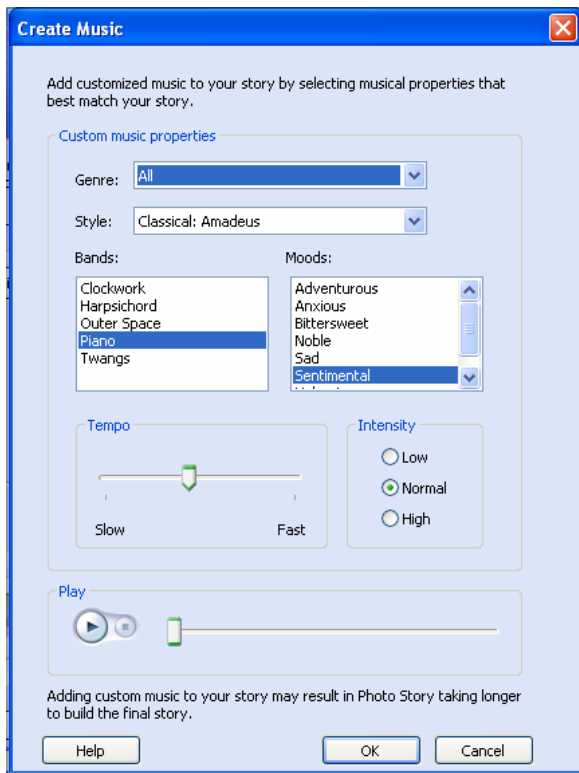 Create Music
Add customized music to your story by selecting musical properties that
best match your story.
Custom music properties
Genre: All
Style: Classical: Amadeus
Bands: Moods:
Clockwork Adventurous
Harpsichord Anxious
Outer Space Bittersweet
Piano Noble
Twangs Sad
Sentimental
Tempo Intensity
Low
Normal
High
Slow Fast
Play
Adding custom music to your story may result in Photo Story taking longer
to build the final story.
Help OK Cancel